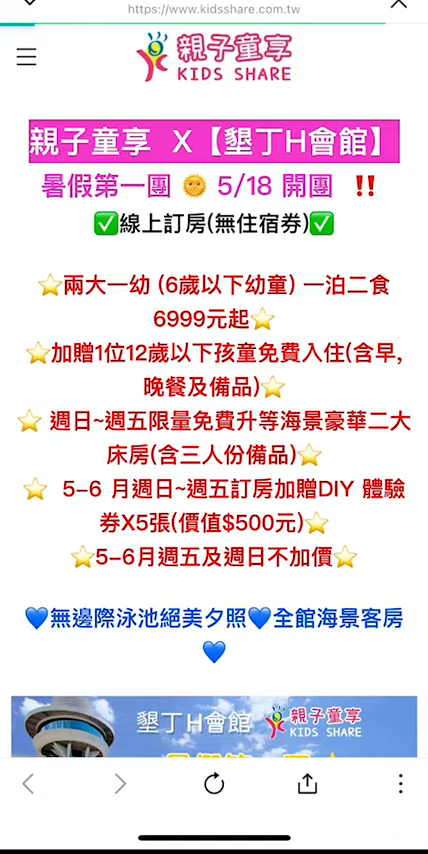 https://www.kidsshare.com.tw
親子童享
KIDS SHARE
親子童享 X【墾丁H會館】
暑假第一團 🌞 5/18 開團 ‼️
✅線上訂房(無住宿券)✅
⭐兩大一幼 (6歲以下幼童) 一泊二食
6999元起⭐
⭐加贈1位12歲以下孩童免費入住(含早,
晚餐及備品)⭐
⭐ 週日~週五限量免費升等海景豪華二大
床房(含三人份備品)⭐
⭐ 5-6 月週日~週五訂房加贈DIY 體驗
券X5張(價值$500元)⭐
⭐5-6月週五及週日不加價⭐
💙無邊際泳池絕美夕照💙全館海景客房
💙
墾丁H會館 親子童享
KIDS SHARE